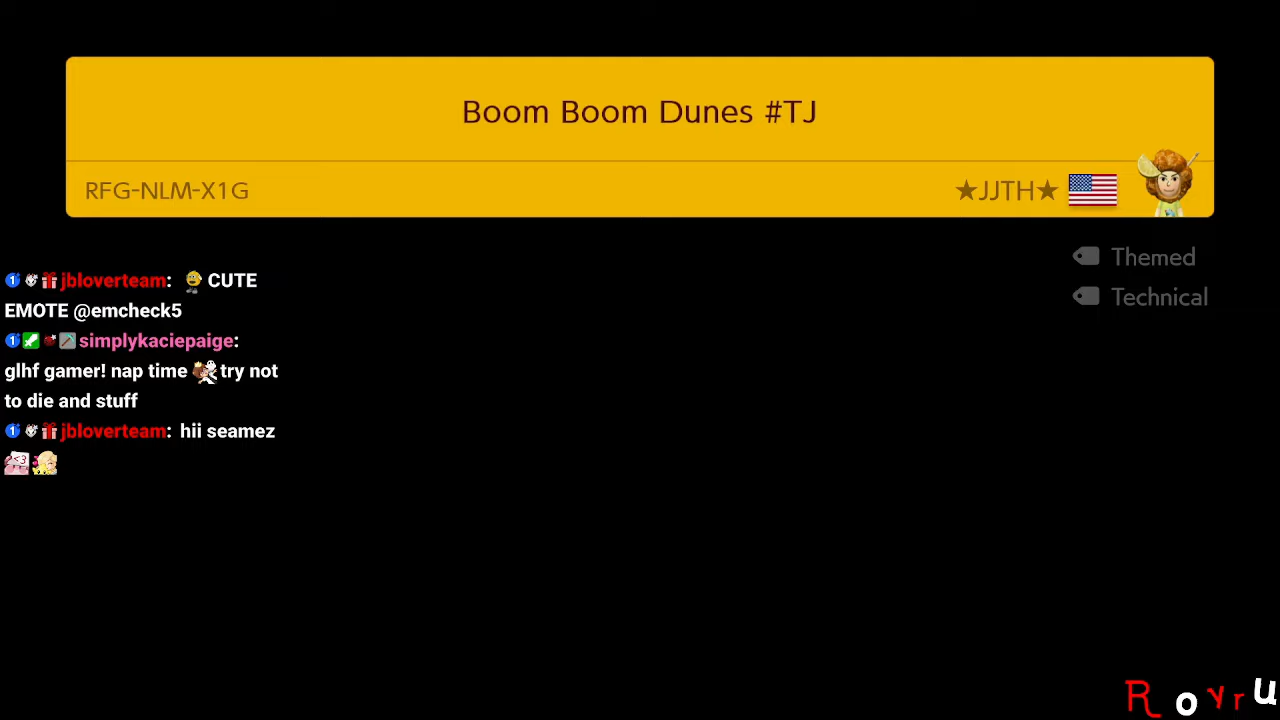 Boom Boom Dunes #TJ
RFG-NLM-X1G
★JJTH★
Themed
Technical
jbloverteam: CUTE
EMOTE @emcheck5
simplykaciepaige:
glhf gamer! nap time try not
to die and stuff
jbloverteam: hii seamez
Royru